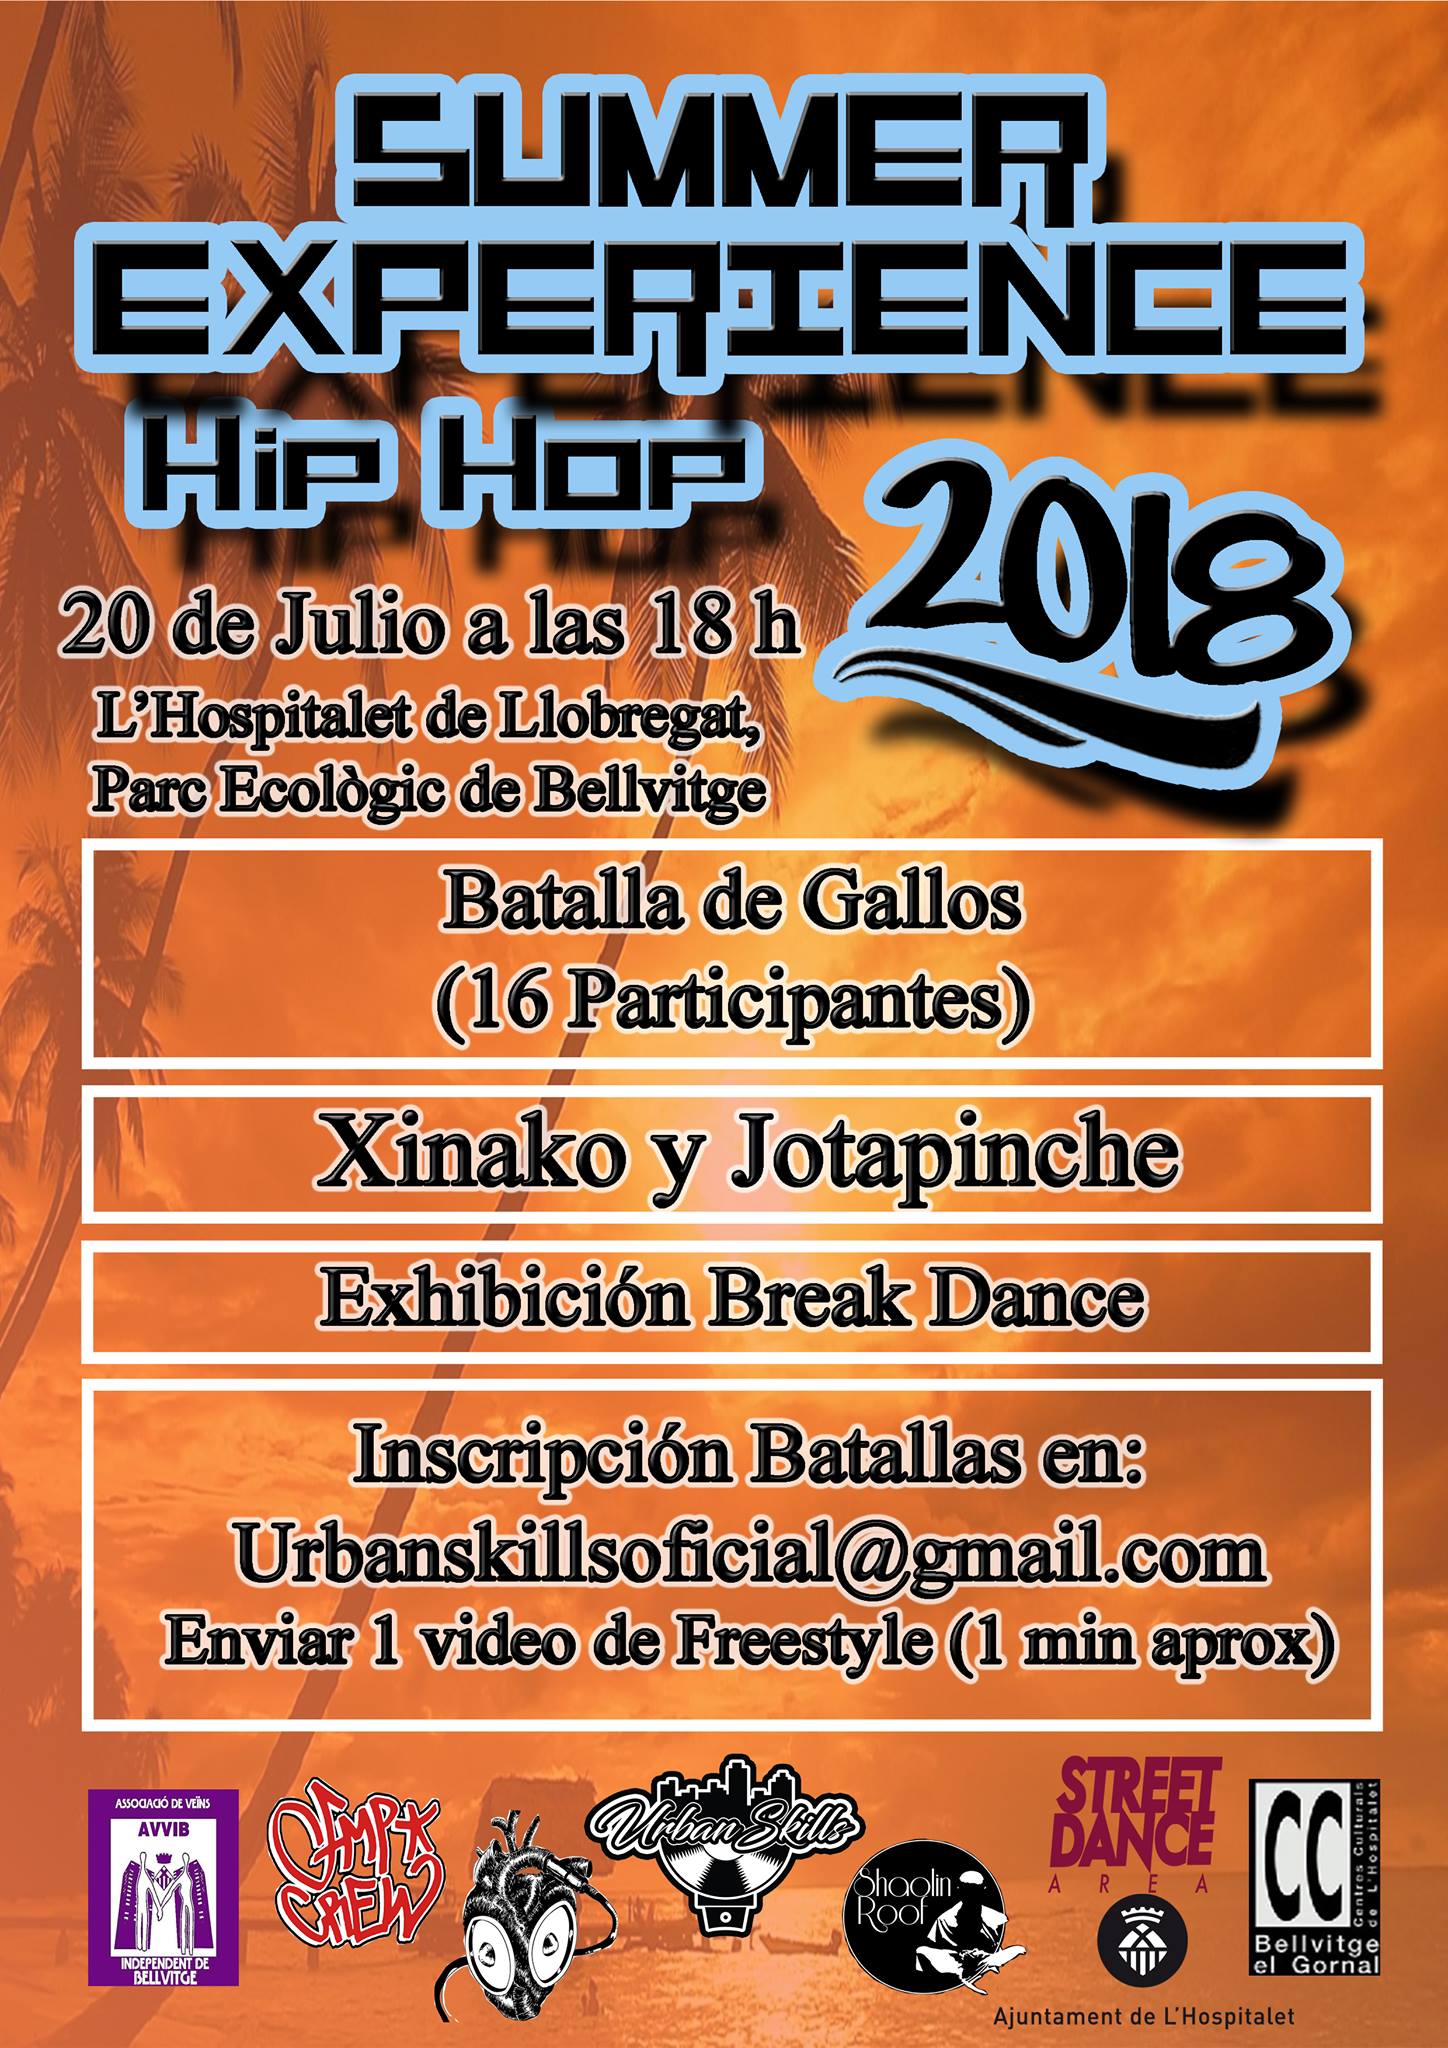 SUMMER
EXPERIENCE
Hip Hop
2018
20 de Julio a las 18 h
L'Hospitalet de Llobregat,
Parc Ecològic de Bellvitge
Batalla de Gallos
(16 Participantes)
Xinako y Jotapinche
Exhibición Break Dance
Inscripción Batallas en:
Urbanskillsoficial@gmail.com
Enviar 1 video de Freestyle (1 min aprox)
ASSOCIACIÓ DE VEÏNS
AVVIB
INDEPENDENT DE
BELLVITGE
CREW
Urban Skills
Shaolin
Roof
STREET
DANCE
AREA
CC
Centres Culturals
de L'Hospitalet
Bellvitge
el Gornal
Ajuntament de L'Hospitalet